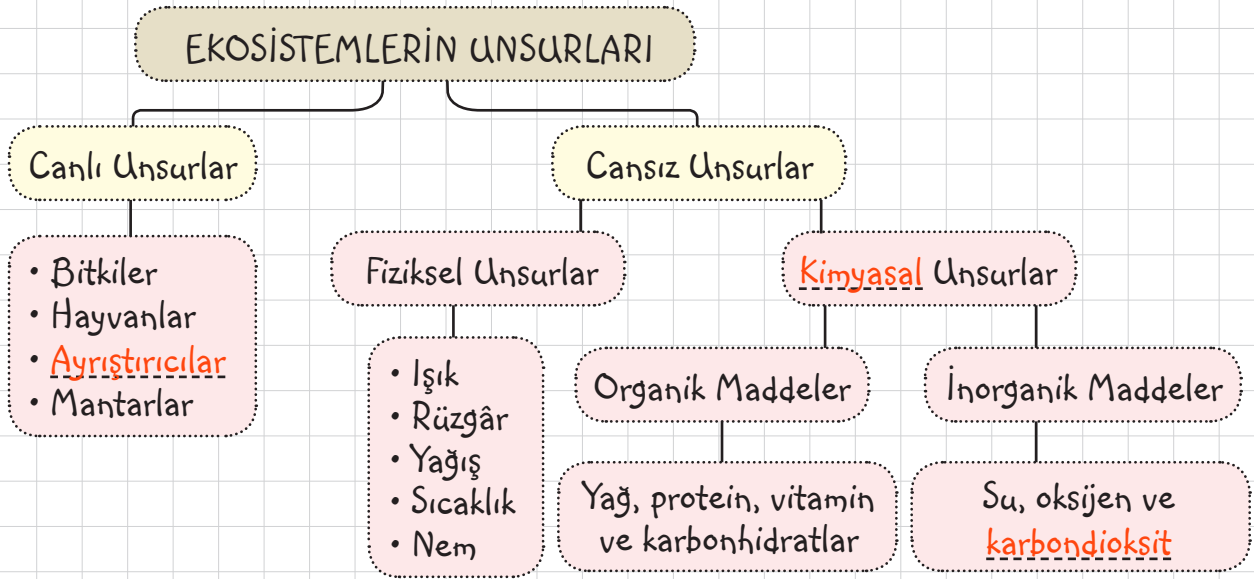 EKOSİSTEMLERİN UNSURLARI
Canlı Unsurlar
Cansız Unsurlar
• Bitkiler
• Hayvanlar
• Ayrıştırıcılar
• Mantarlar
Fiziksel Unsurlar
Kimyasal Unsurlar
• Işık
• Rüzgâr
• Yağış
• Sıcaklık
• Nem
Organik Maddeler
İnorganik Maddeler
Yağ, protein, vitamin
ve karbonhidratlar
Su, oksijen ve
karbondioksit